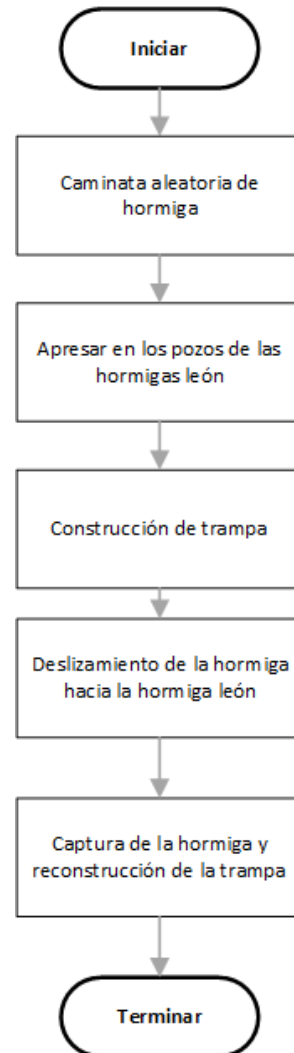 Iniciar
Caminata aleatoria de
hormiga
Apresar en los pozos de las
hormigas león
Construcción de trampa
Deslizamiento de la hormiga
hacia la hormiga león
Captura de la hormiga y
reconstrucción de la trampa
Terminar